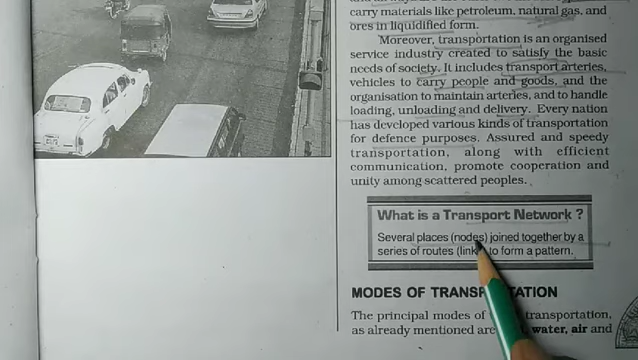 carry materials like petroleum, natural gas, and
ores in liquidified form.
Moreover, transportation is an organised
service industry created to satisfy the basic
needs of society. It includes transport arteries,
vehicles to carry people and goods, and the
organisation to maintain arteries, and to handle
loading, unloading and delivery. Every nation
has developed various kinds of transportation
for defence purposes. Assured and speedy
transportation, along with efficient
communication, promote cooperation and
unity among scattered peoples.
What is a Transport Network ?
Several places (nodes) joined together by a
series of routes (link to form a pattern.
MODES OF TRANSP TATION
The principal modes of transportation,
as already mentioned are water, air and